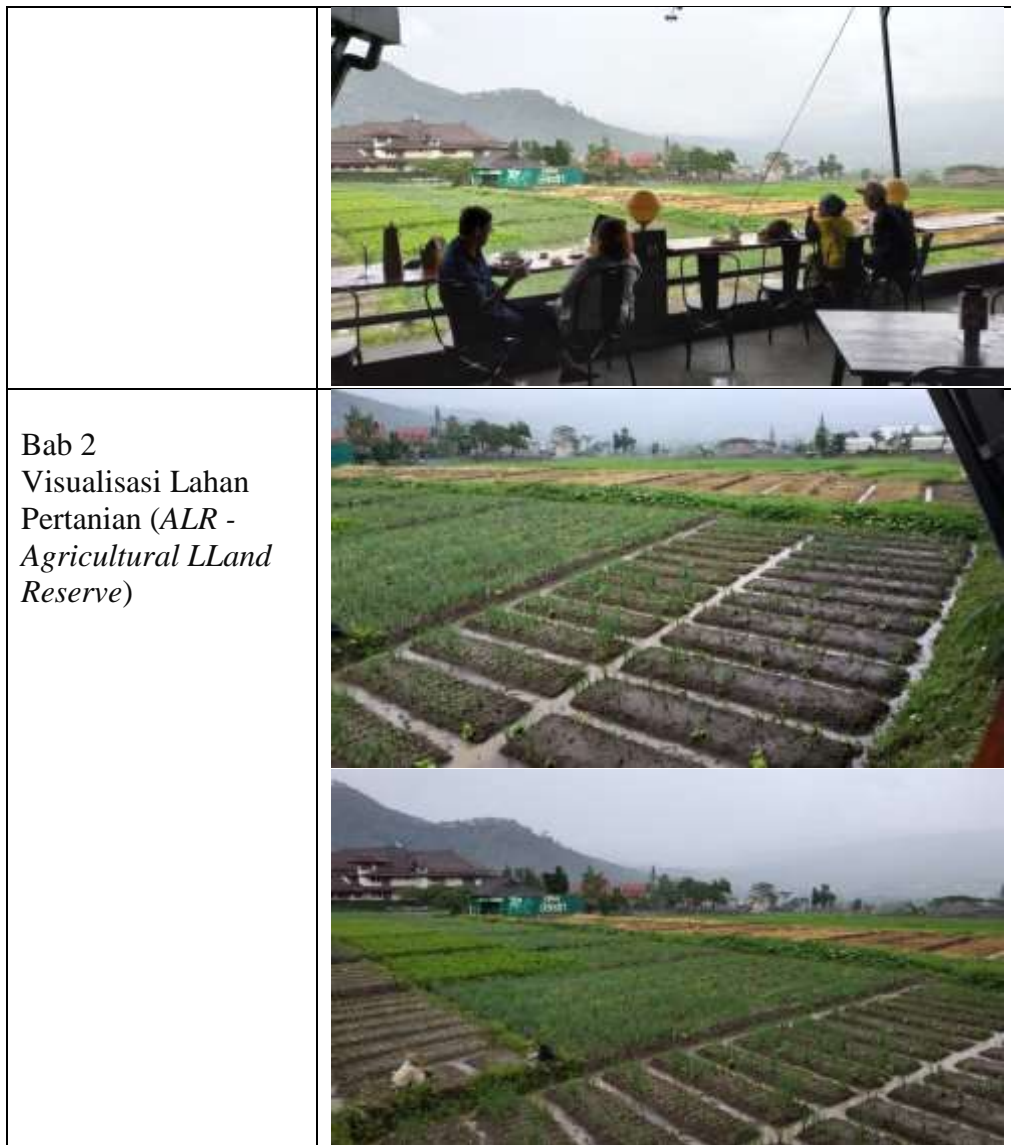 Bab 2
Visualisasi Lahan
Pertanian (ALR -
Agricultural LLand
Reserve)